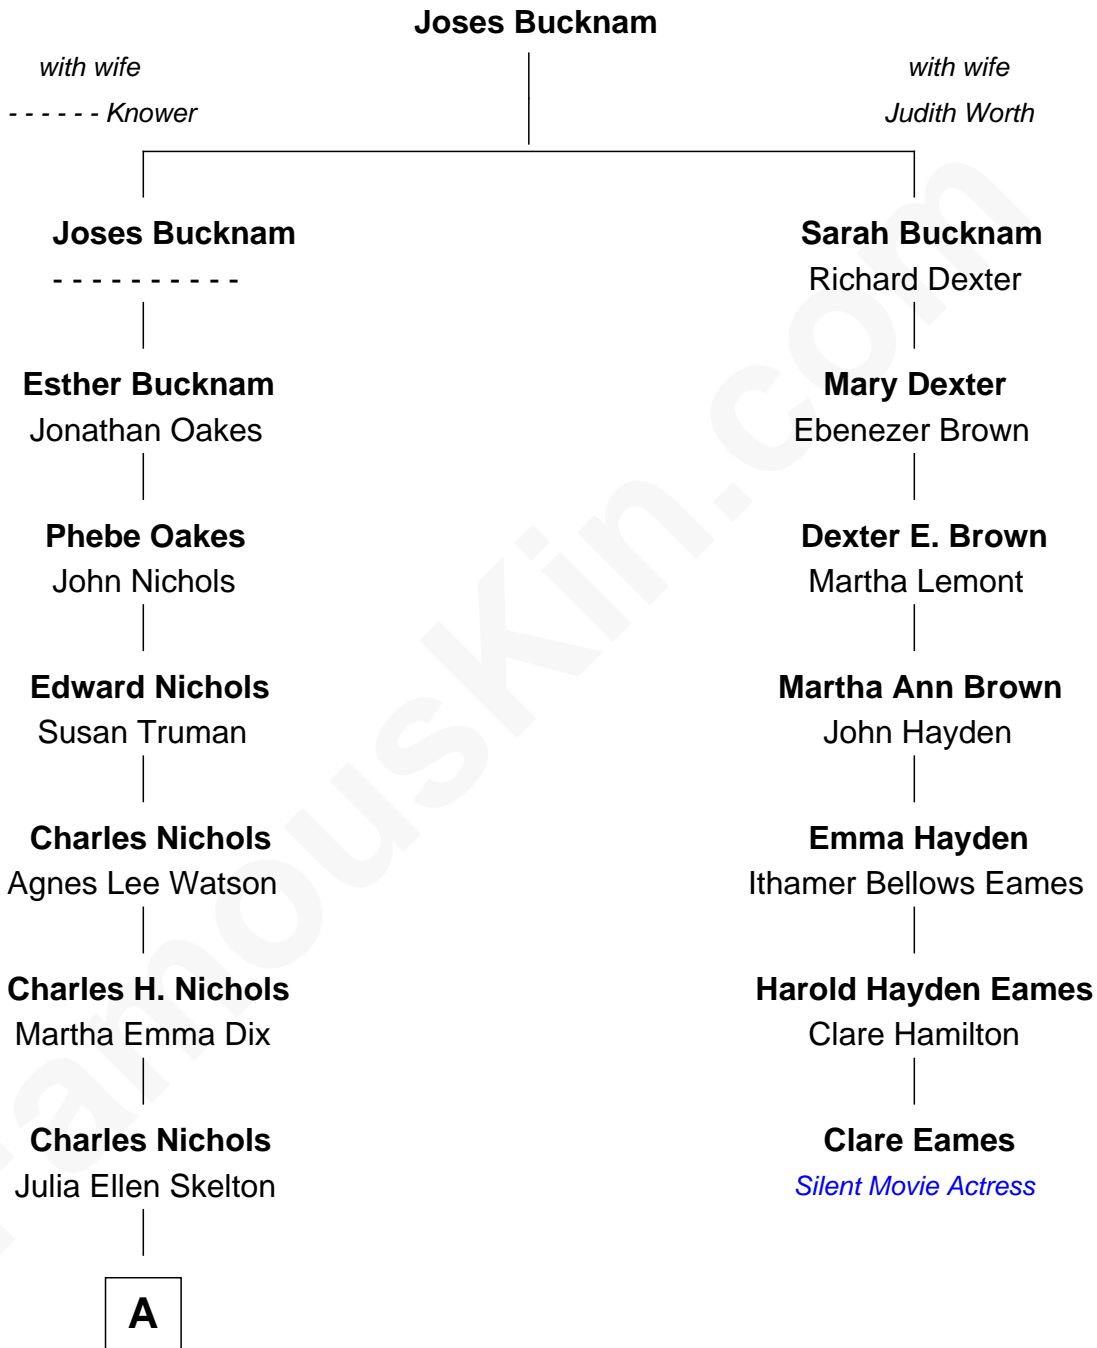 Joses Bucknam
with wife
with wife
- - - - - - Knower
Judith Worth
Joses Bucknam
Sarah Bucknam
- - - - - - - - - -
Richard Dexter
Esther Bucknam
Mary Dexter
Jonathan Oakes
Ebenezer Brown
Phebe Oakes
Dexter E. Brown
John Nichols
Martha Lemont
Edward Nichols
Martha Ann Brown
Susan Truman
John Hayden
Charles Nichols
Emma Hayden
Agnes Lee Watson
Ithamer Bellows Eames
Charles H. Nichols
Harold Hayden Eames
Martha Emma Dix
Clare Hamilton
Charles Nichols
Clare Eames
Julia Ellen Skelton
Silent Movie Actress
A
FamousKin.com